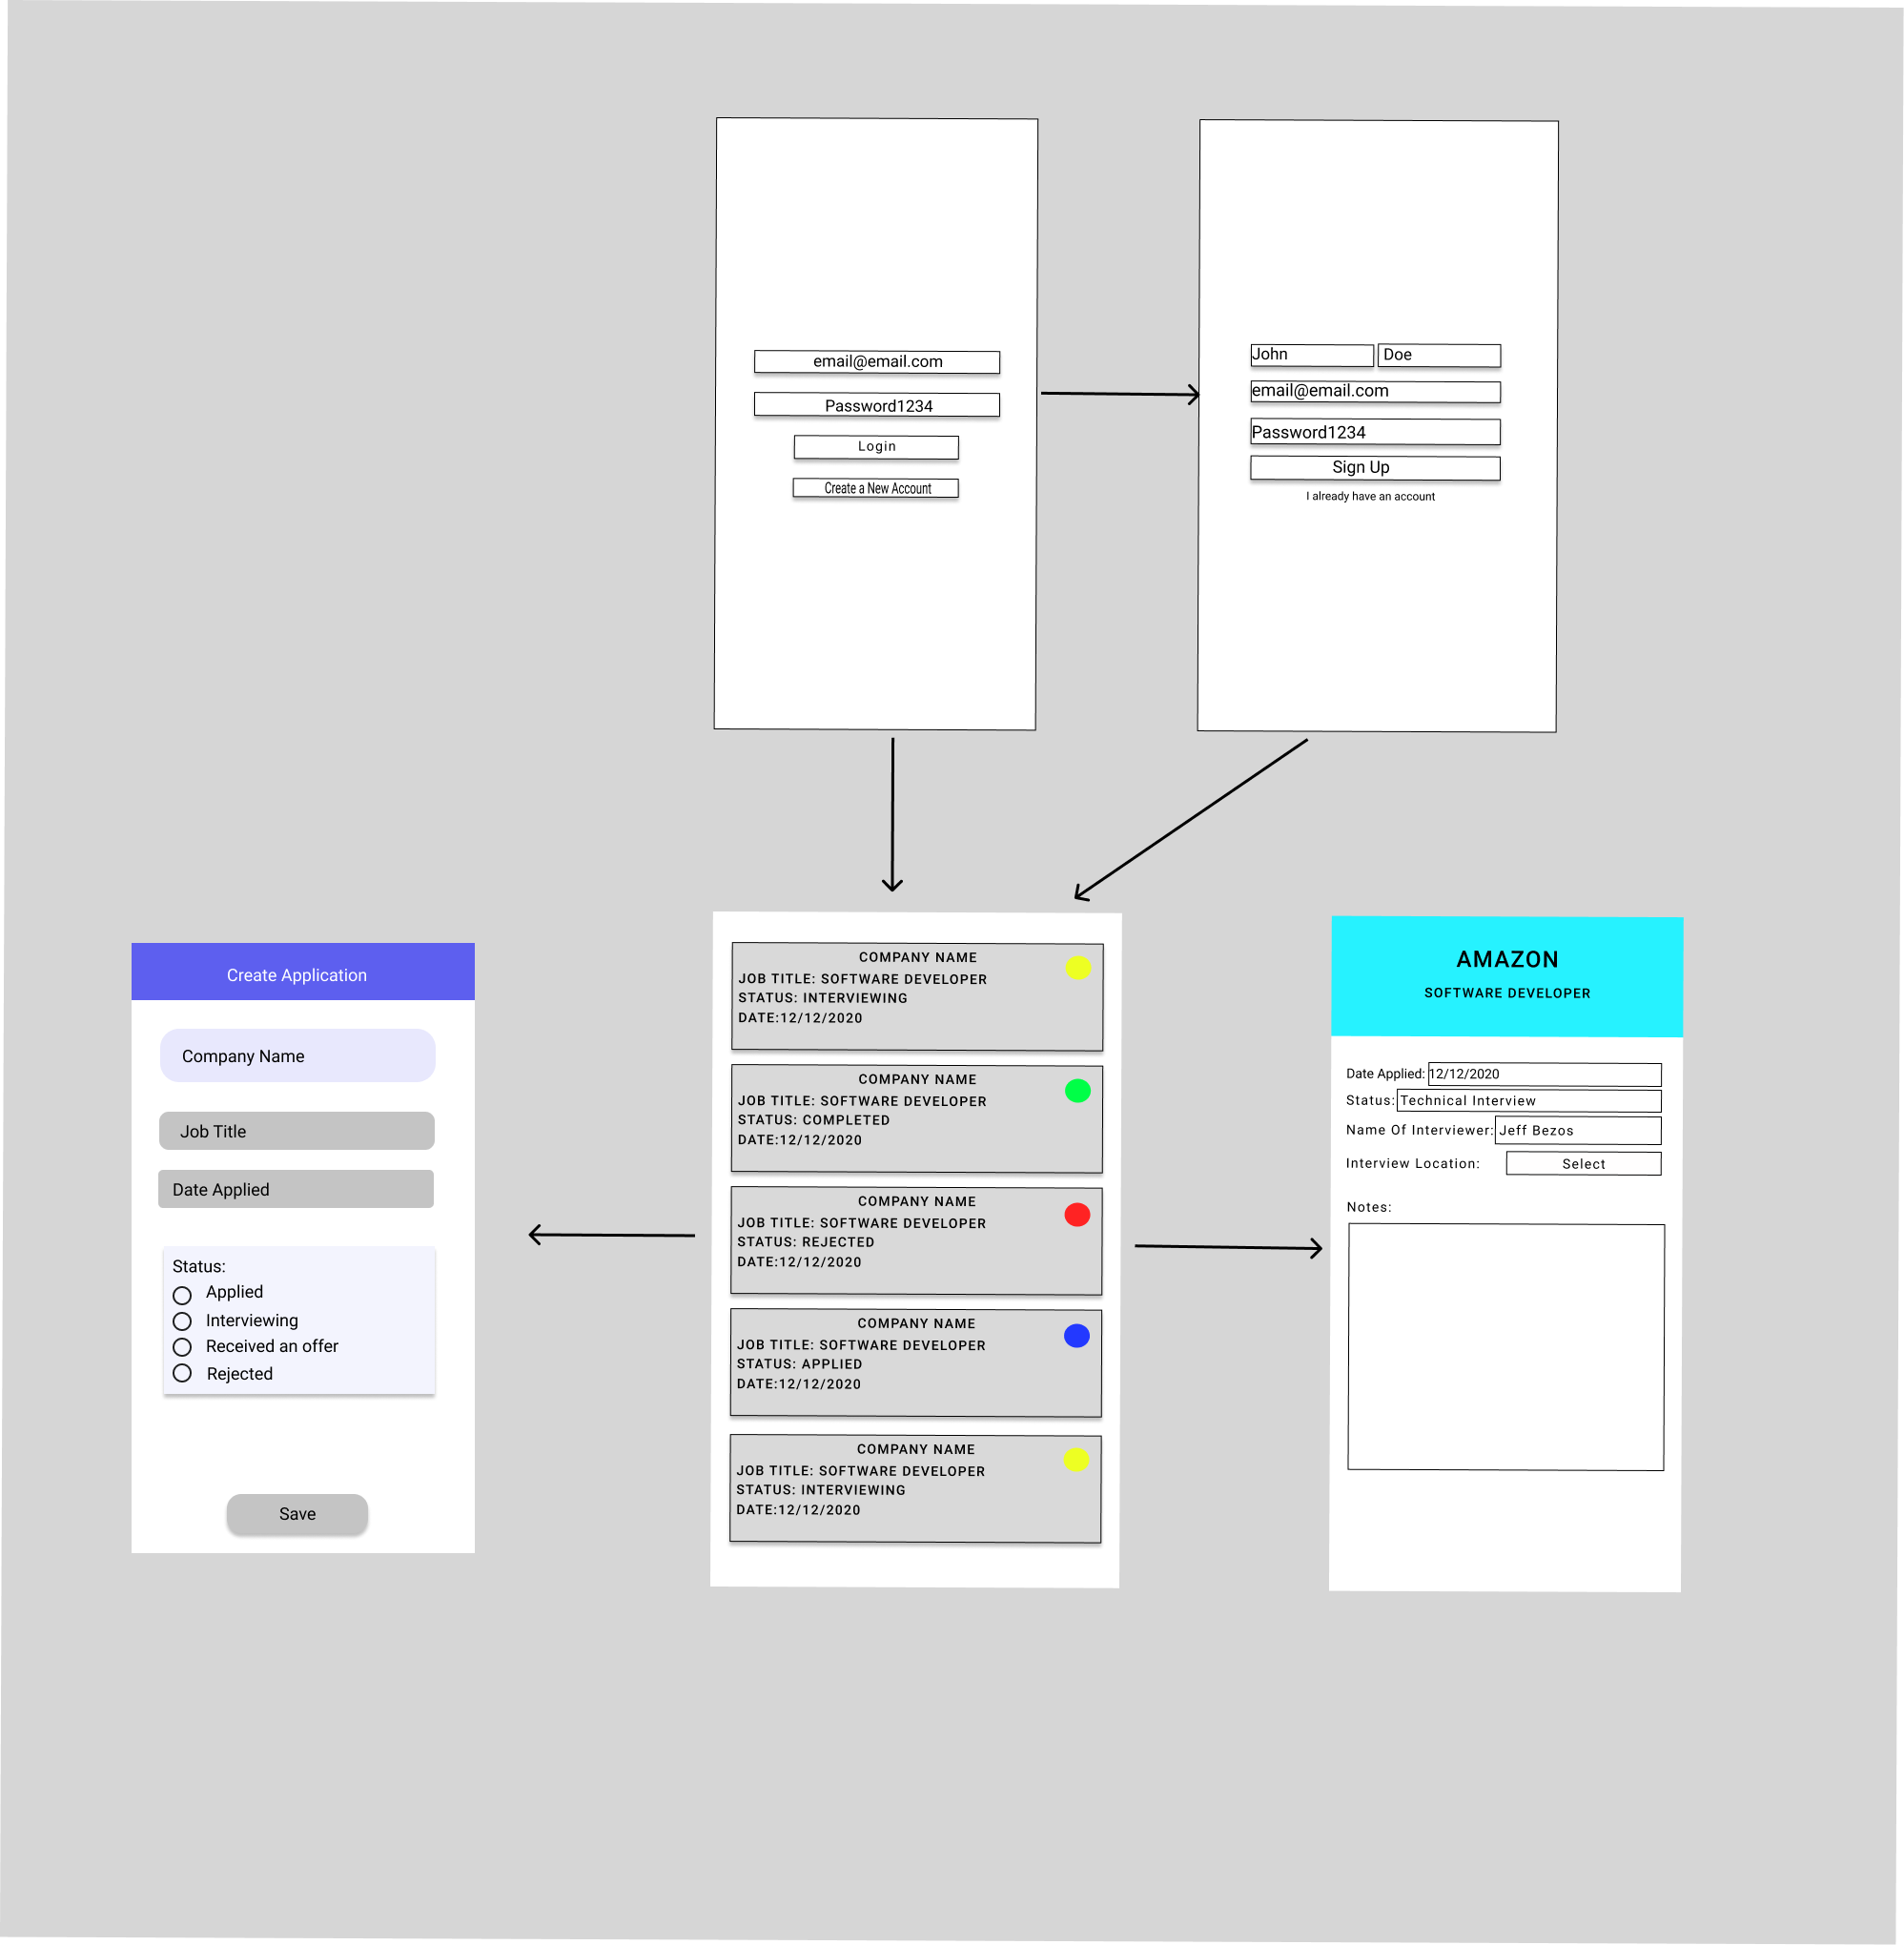 email@email.com
Password1234
Login
Create a New Account
John
Doe
email@email.com
Password1234
Sign Up
I already have an account
Create Application
Company Name
Job Title
Date Applied
Status:
Applied
Interviewing
Received an offer
Rejected
Save
COMPANY NAME
JOB TITLE: SOFTWARE DEVELOPER
STATUS: INTERVIEWING
DATE:12/12/2020
COMPANY NAME
JOB TITLE: SOFTWARE DEVELOPER
STATUS: COMPLETED
DATE:12/12/2020
COMPANY NAME
JOB TITLE: SOFTWARE DEVELOPER
STATUS: REJECTED
DATE:12/12/2020
COMPANY NAME
JOB TITLE: SOFTWARE DEVELOPER
STATUS: APPLIED
DATE:12/12/2020
COMPANY NAME
JOB TITLE: SOFTWARE DEVELOPER
STATUS: INTERVIEWING
DATE:12/12/2020
AMAZON
SOFTWARE DEVELOPER
Date Applied: 12/12/2020
Status: Technical Interview
Name Of Interviewer: Jeff Bezos
Interview Location: Select
Notes: